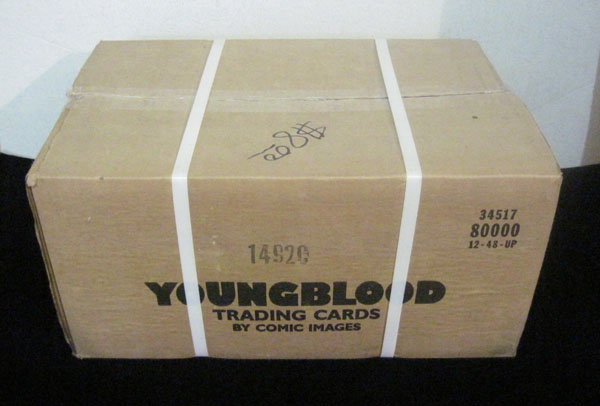 34517
80000
12-48-UP
14920
YOUNGBLOOD
TRADING CARDS
BY COMIC IMAGES